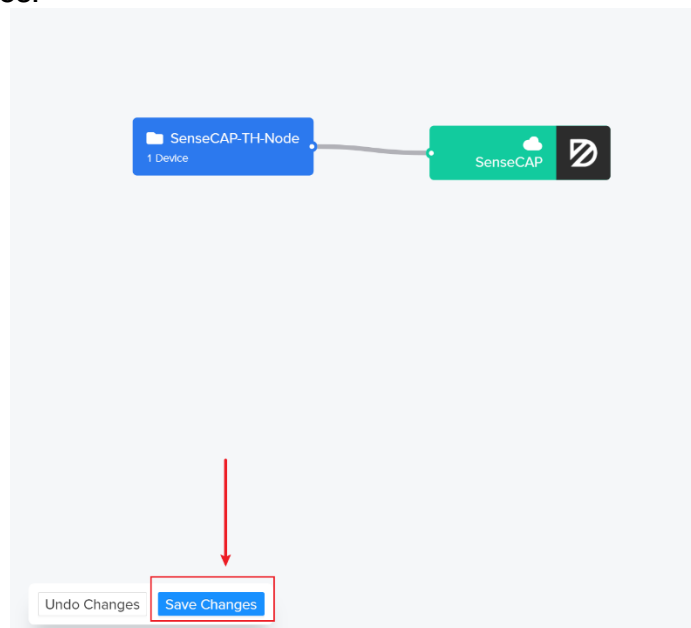 SenseCAP-TH-Node
1 Device
SenseCAP
Undo Changes
Save Changes